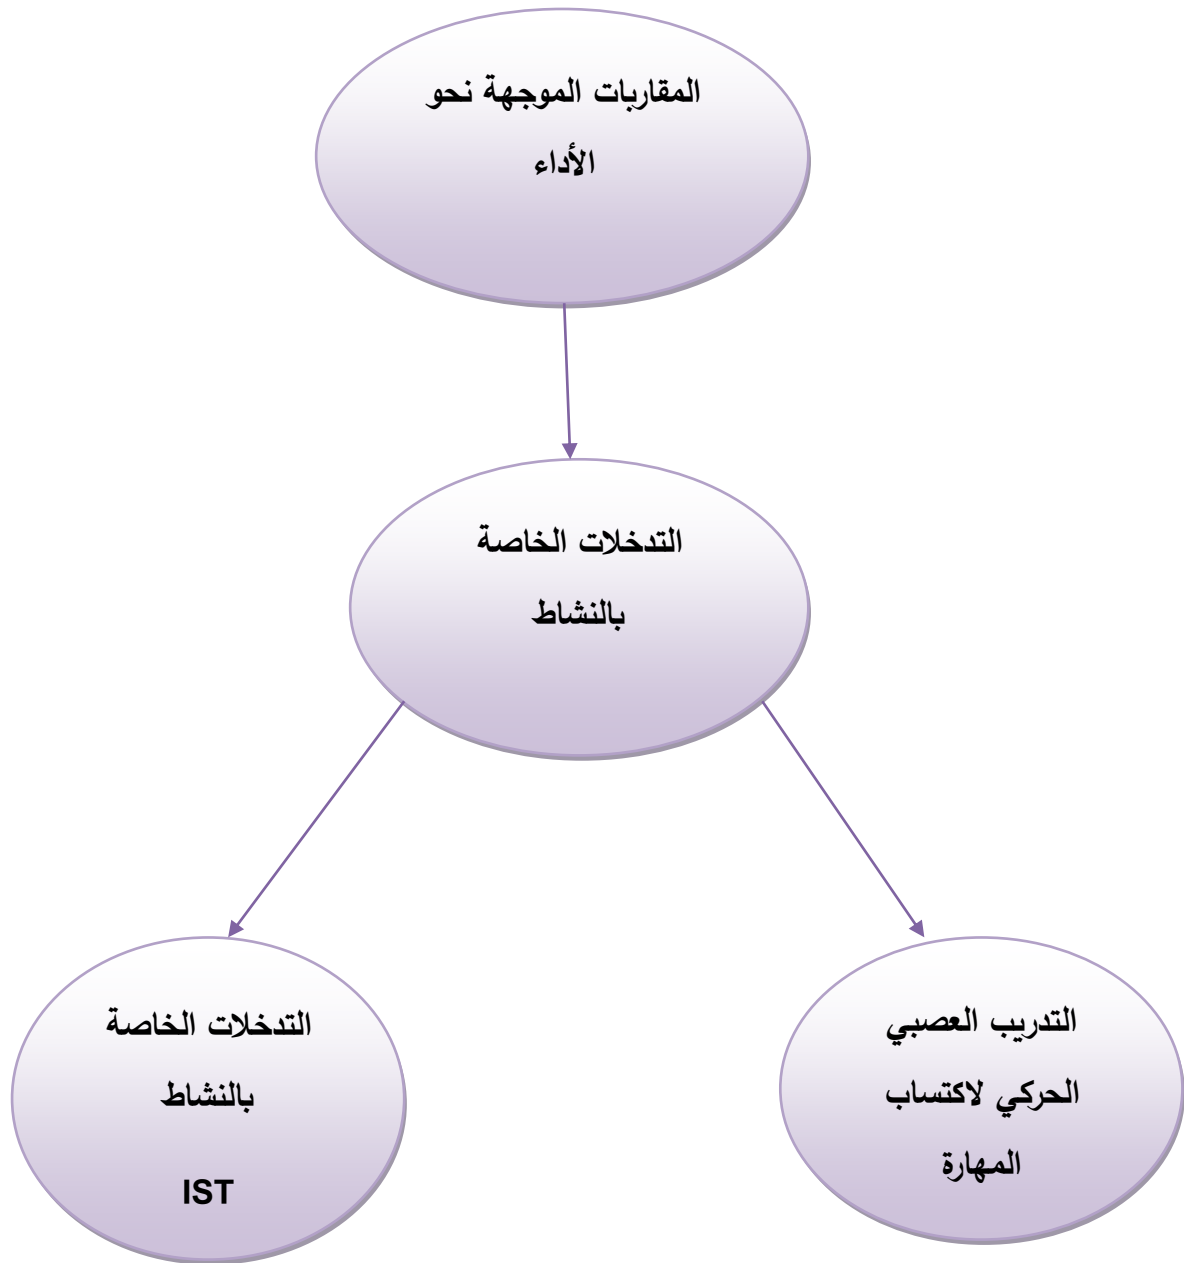 المقاربات الموجهة نحو
الأداء
التدخلات الخاصة
بالنشاط
التدريب العصبي
الحركي لاكتساب
المهارة
التدخلات الخاصة
بالنشاط
IST